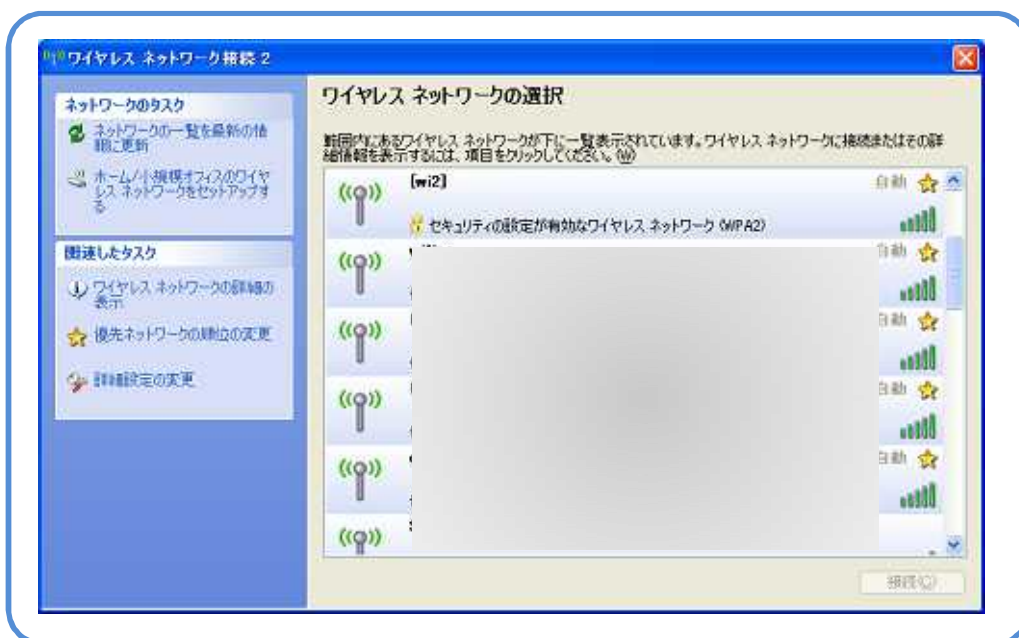 ワイヤレス ネットワーク接続 2
ネットワークのタスク
ネットワークの一覧を最新の情
報に更新
ホーム/小規模オフィスのワイヤ
レス ネットワークをセットアップす
る
関連したタスク
ワイヤレス ネットワークの詳細の
表示
優先ネットワークの順位の変更
詳細設定の変更
ワイヤレス ネットワークの選択
範囲内にあるワイヤレス ネットワークが下に一覧表示されています。ワイヤレス ネットワークに接続またはその詳
細情報を表示するには、項目をクリックしてください。(W)
[wi2]
自動
セキュリティの設定が有効なワイヤレス ネットワーク (WPA2)
自動
自動
自動
自動
接続(C)